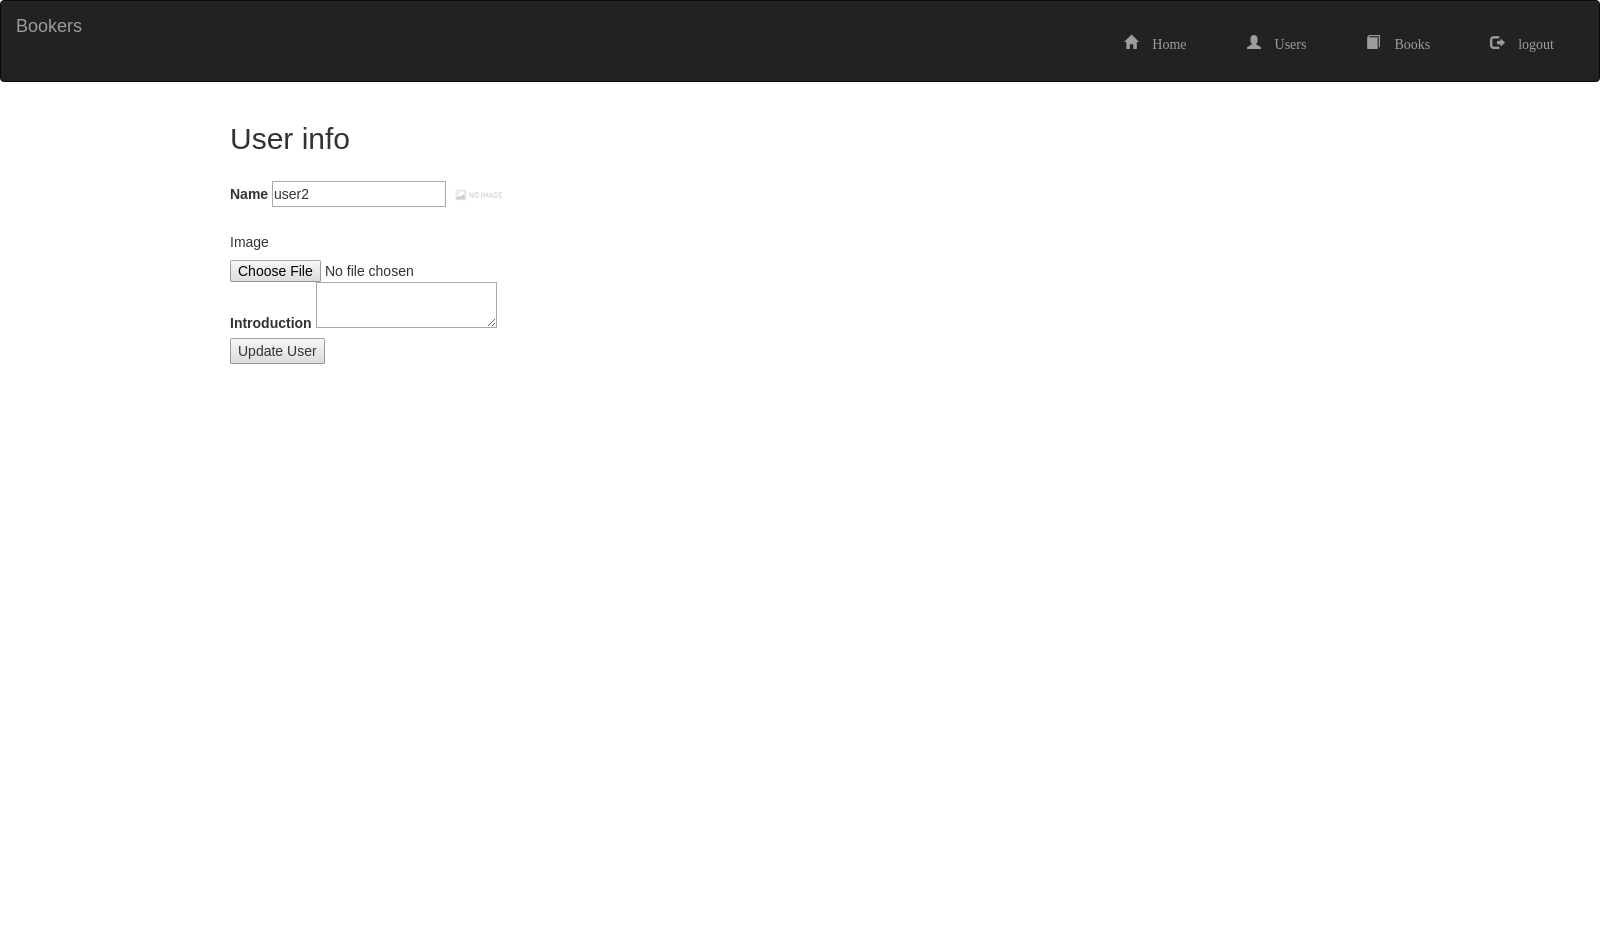 Bookers
Home Users Books logout
User info
Name user2 NO IMAGE
Image
Choose File No file chosen
Introduction
Update User